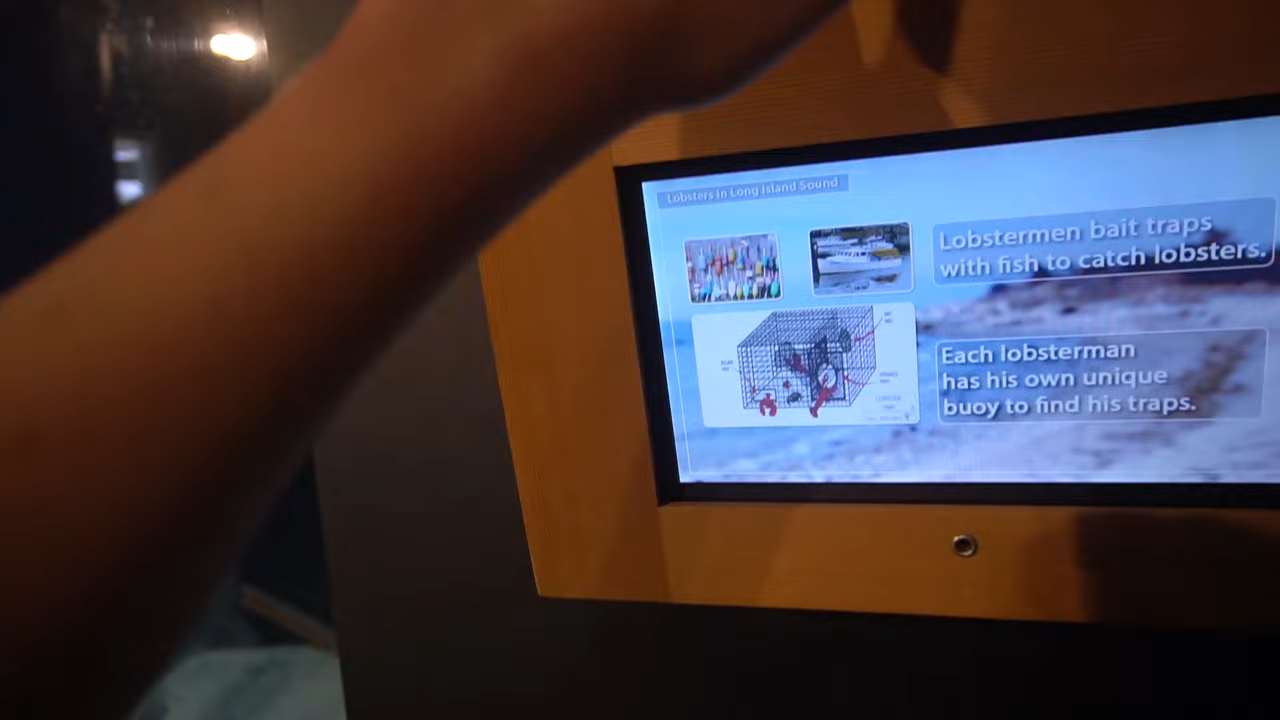 Lobsters in Long Island Sound
Lobstermen bait traps
with fish to catch lobsters.
Each lobsterman
has his own unique
buoy to find his traps.